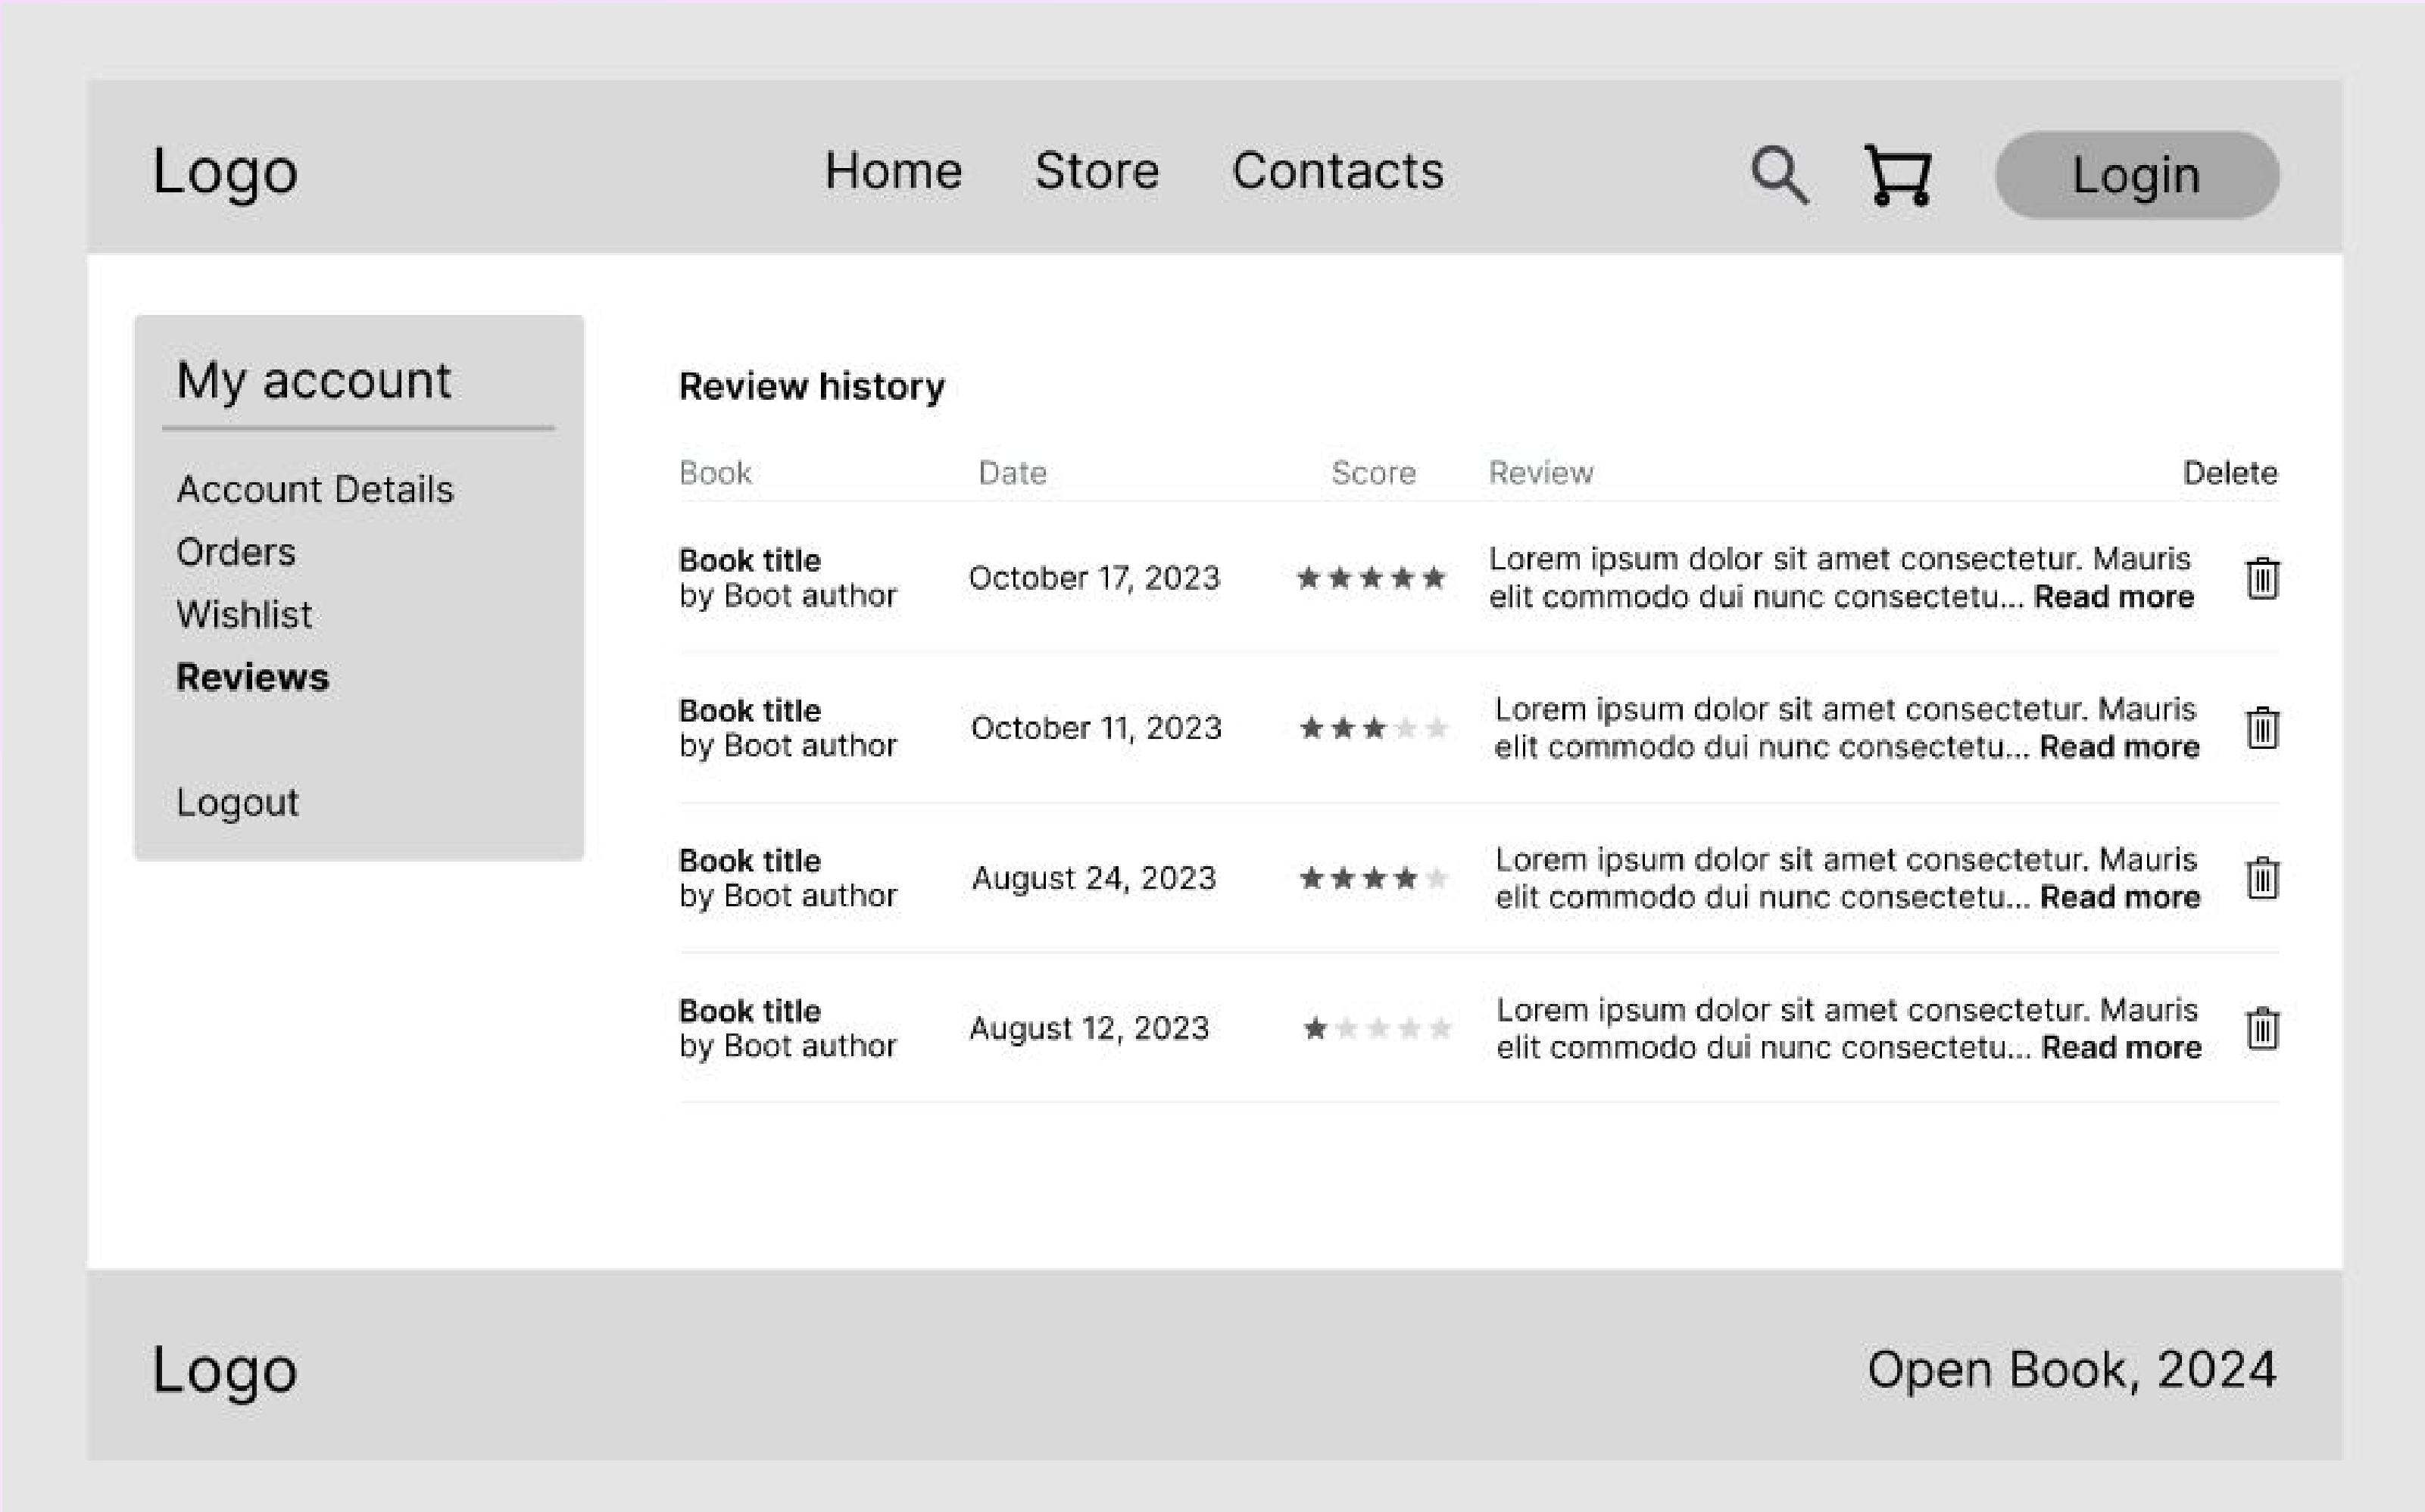 Logo
Home Store Contacts
Login
My account
Account Details
Orders
Wishlist
Reviews
Logout
Review history
Book Date Score Review Delete
Book title
by Boot author
October 17, 2023
Lorem ipsum dolor sit amet consectetur. Mauris
elit commodo dui nunc consectetu... Read more
Book title
by Boot author
October 11, 2023
Lorem ipsum dolor sit amet consectetur. Mauris
elit commodo dui nunc consectetu... Read more
Book title
by Boot author
August 24, 2023
Lorem ipsum dolor sit amet consectetur. Mauris
elit commodo dui nunc consectetu... Read more
Book title
by Boot author
August 12, 2023
Lorem ipsum dolor sit amet consectetur. Mauris
elit commodo dui nunc consectetu... Read more
Logo
Open Book, 2024